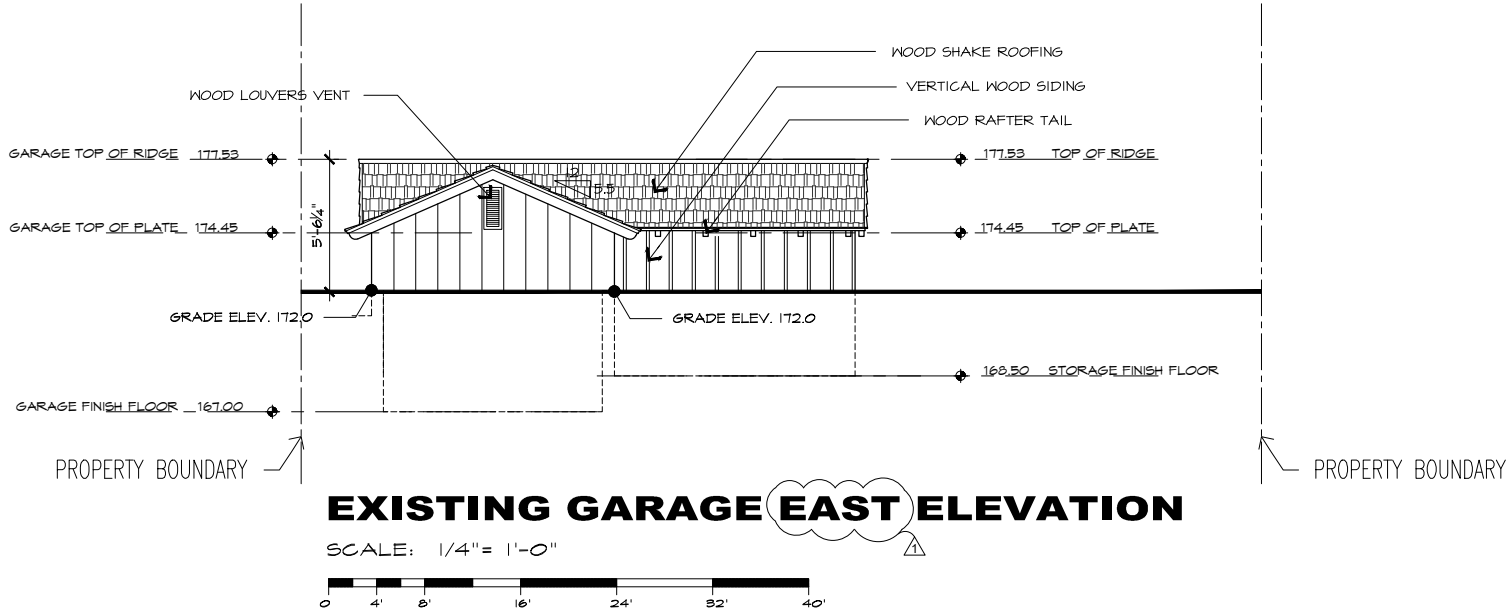 WOOD SHAKE ROOFING
WOOD LOUVERS VENT
VERTICAL WOOD SIDING
WOOD RAFTER TAIL
GARAGE TOP OF RIDGE 177.53
177.53 TOP OF RIDGE
12
5.5
GARAGE TOP OF PLATE 174.45
174.45 TOP OF PLATE
5'-6¼"
GRADE ELEV. 172.0
GRADE ELEV. 172.0
168.50 STORAGE FINISH FLOOR
GARAGE FINISH FLOOR 167.00
PROPERTY BOUNDARY
PROPERTY BOUNDARY
EXISTING GARAGE EAST ELEVATION
1
SCALE: 1/4"= 1'-0"
0 4' 8' 16' 24' 32' 40'